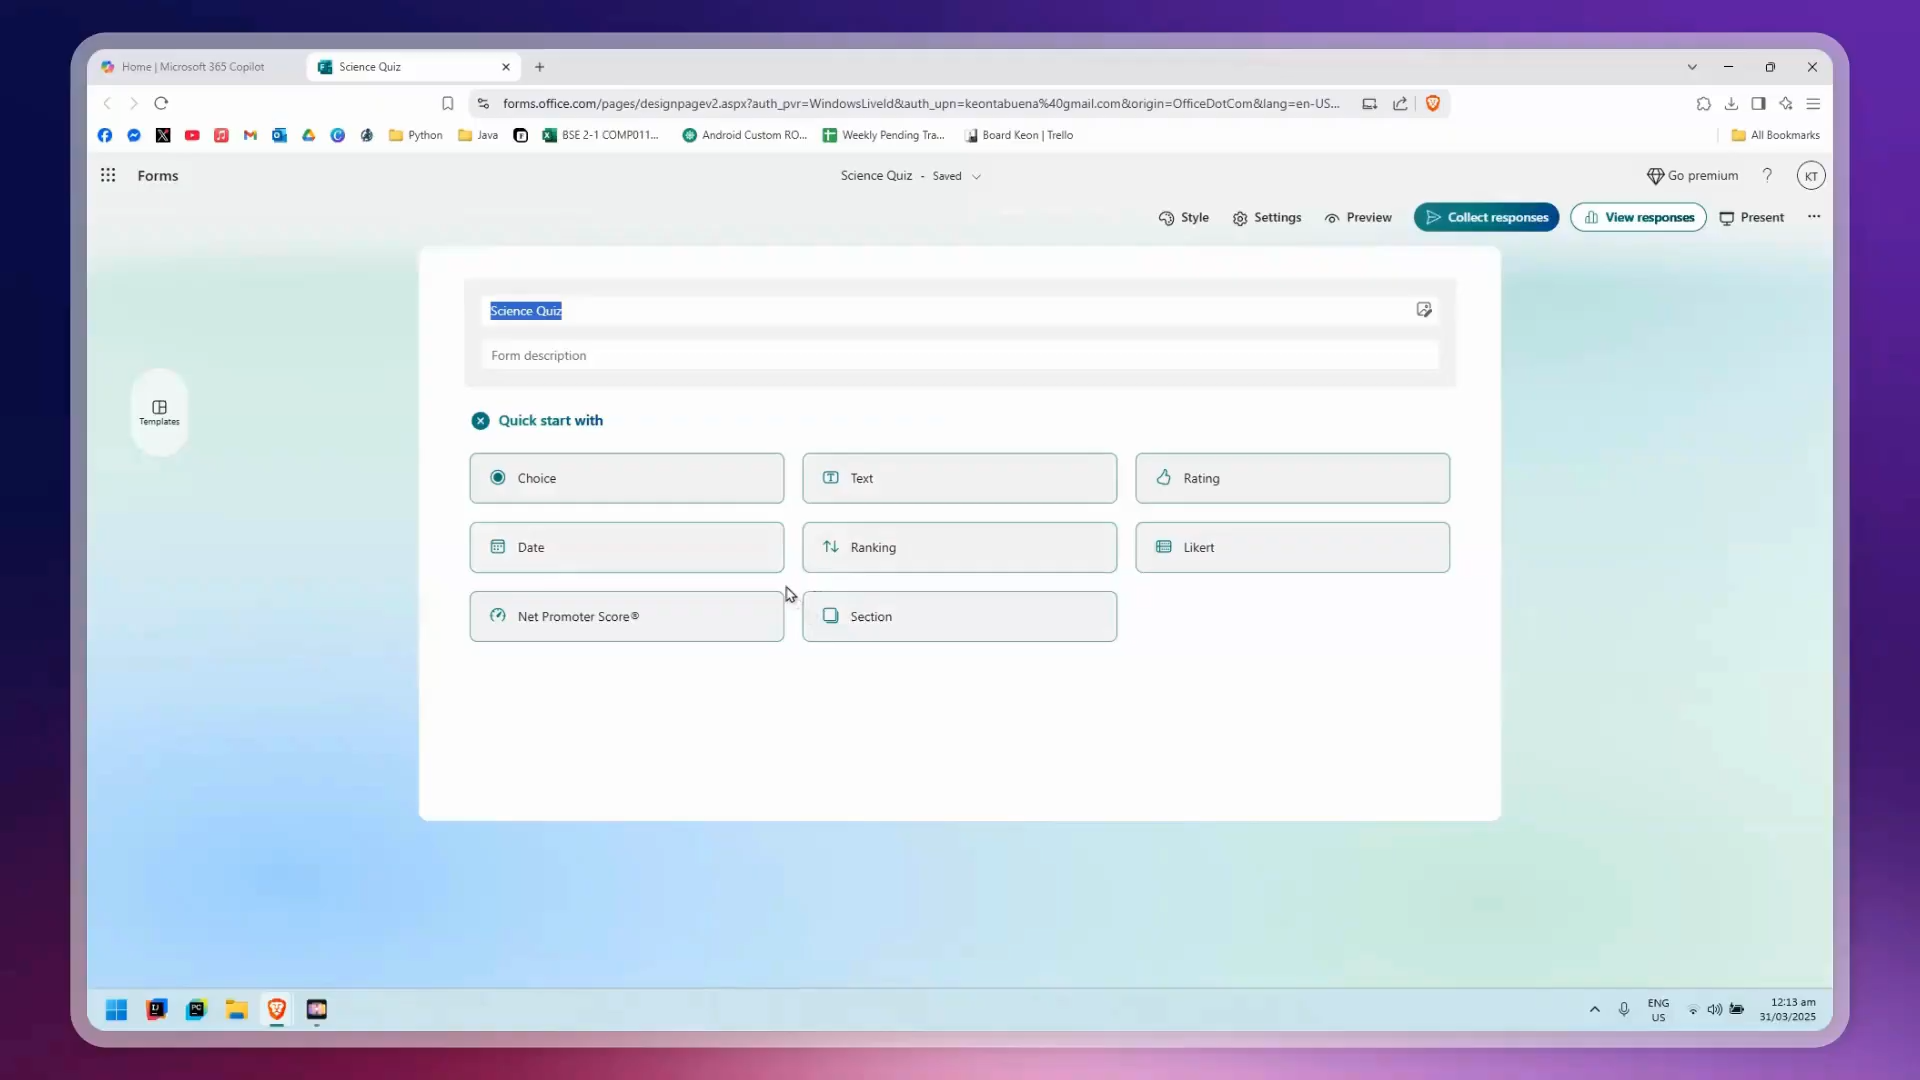 Home | Microsoft 365 Copilot
Science Quiz
forms.office.com/pages/designpagev2.aspx?auth_pvr=WindowsLiveId&auth_upn=keontabuena%40gmail.com&origin=OfficeDotCom&lang=en-US...
Python
Java
BSE 2-1 COMP011...
Android Custom RO...
Weekly Pending Tra...
Board Keon | Trello
All Bookmarks
Forms
Science Quiz - Saved
Go premium
?
KT
Style
Settings
Preview
Collect responses
View responses
Present
Science Quiz
Form description
Templates
Quick start with
Choice
Text
Rating
Date
Ranking
Likert
Net Promoter Score®
Section
ENG
US
12:13 am
31/03/2025